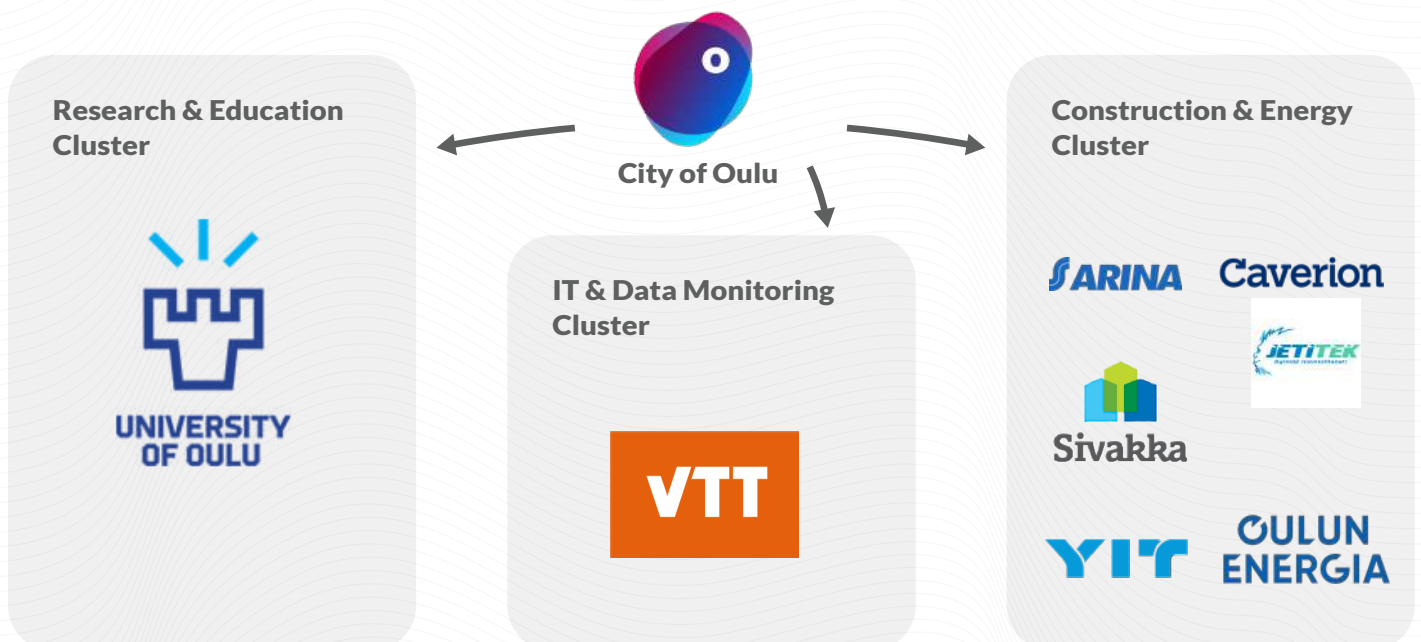 Research & Education
Cluster
UNIVERSITY
OF OULU
O
City of Oulu
IT & Data Monitoring
Cluster
VTT
Construction & Energy
Cluster
ARINA
Caverion
JETITEK
Sivakka
YIT
OULUN
ENERGIA